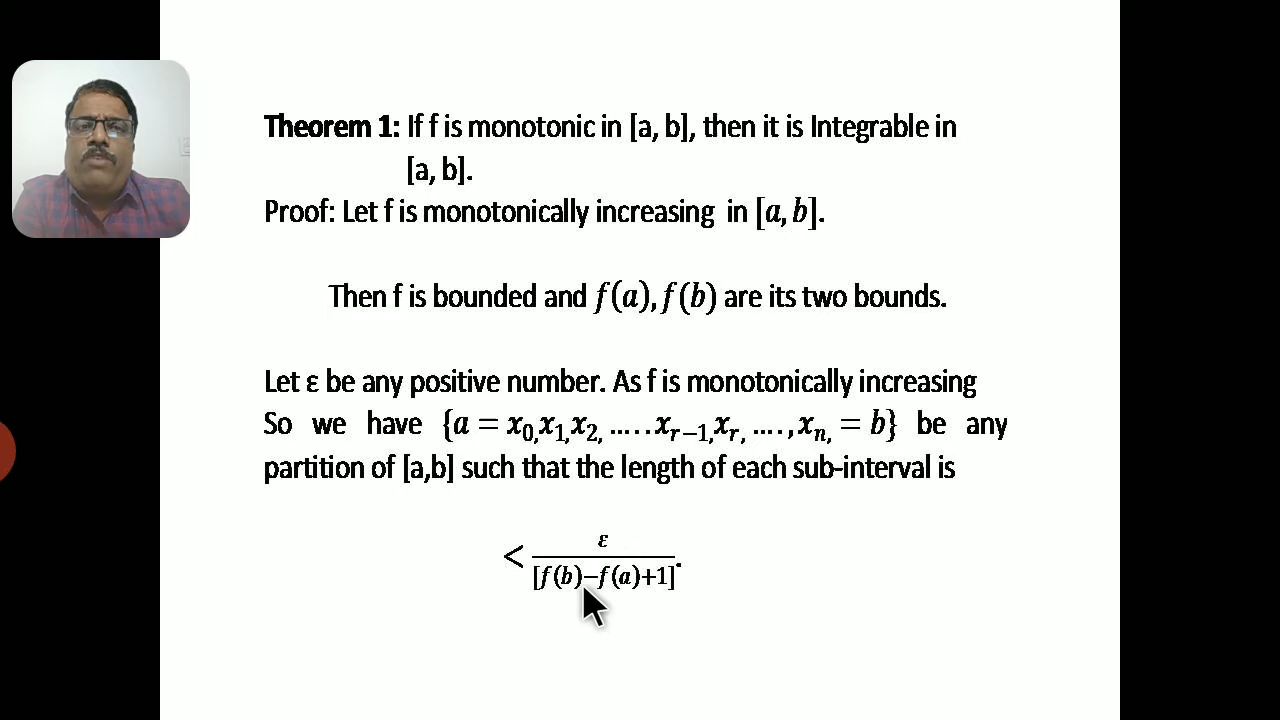 Theorem 1: If f is monotonic in [a, b], then it is Integrable in
[a, b].
Proof: Let f is monotonically increasing in [a, b].
Then f is bounded and f(a), f(b) are its two bounds.
Let ε be any positive number. As f is monotonically increasing
So we have {a = x₀,x₁,x₂, .....xᵣ₋₁,xᵣ, ....,xₙ, = b} be any
partition of [a,b] such that the length of each sub-interval is
< ε/[f(b)−f(a)+1].